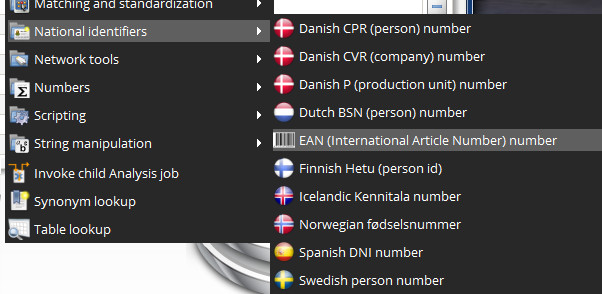 Matching and standardization
National identifiers
Network tools
Numbers
Scripting
String manipulation
Invoke child Analysis job
Synonym lookup
Table lookup
Danish CPR (person) number
Danish CVR (company) number
Danish P (production unit) number
Dutch BSN (person) number
EAN (International Article Number) number
Finnish Hetu (person id)
Icelandic Kennitala number
Norwegian fødselsnummer
Spanish DNI number
Swedish person number